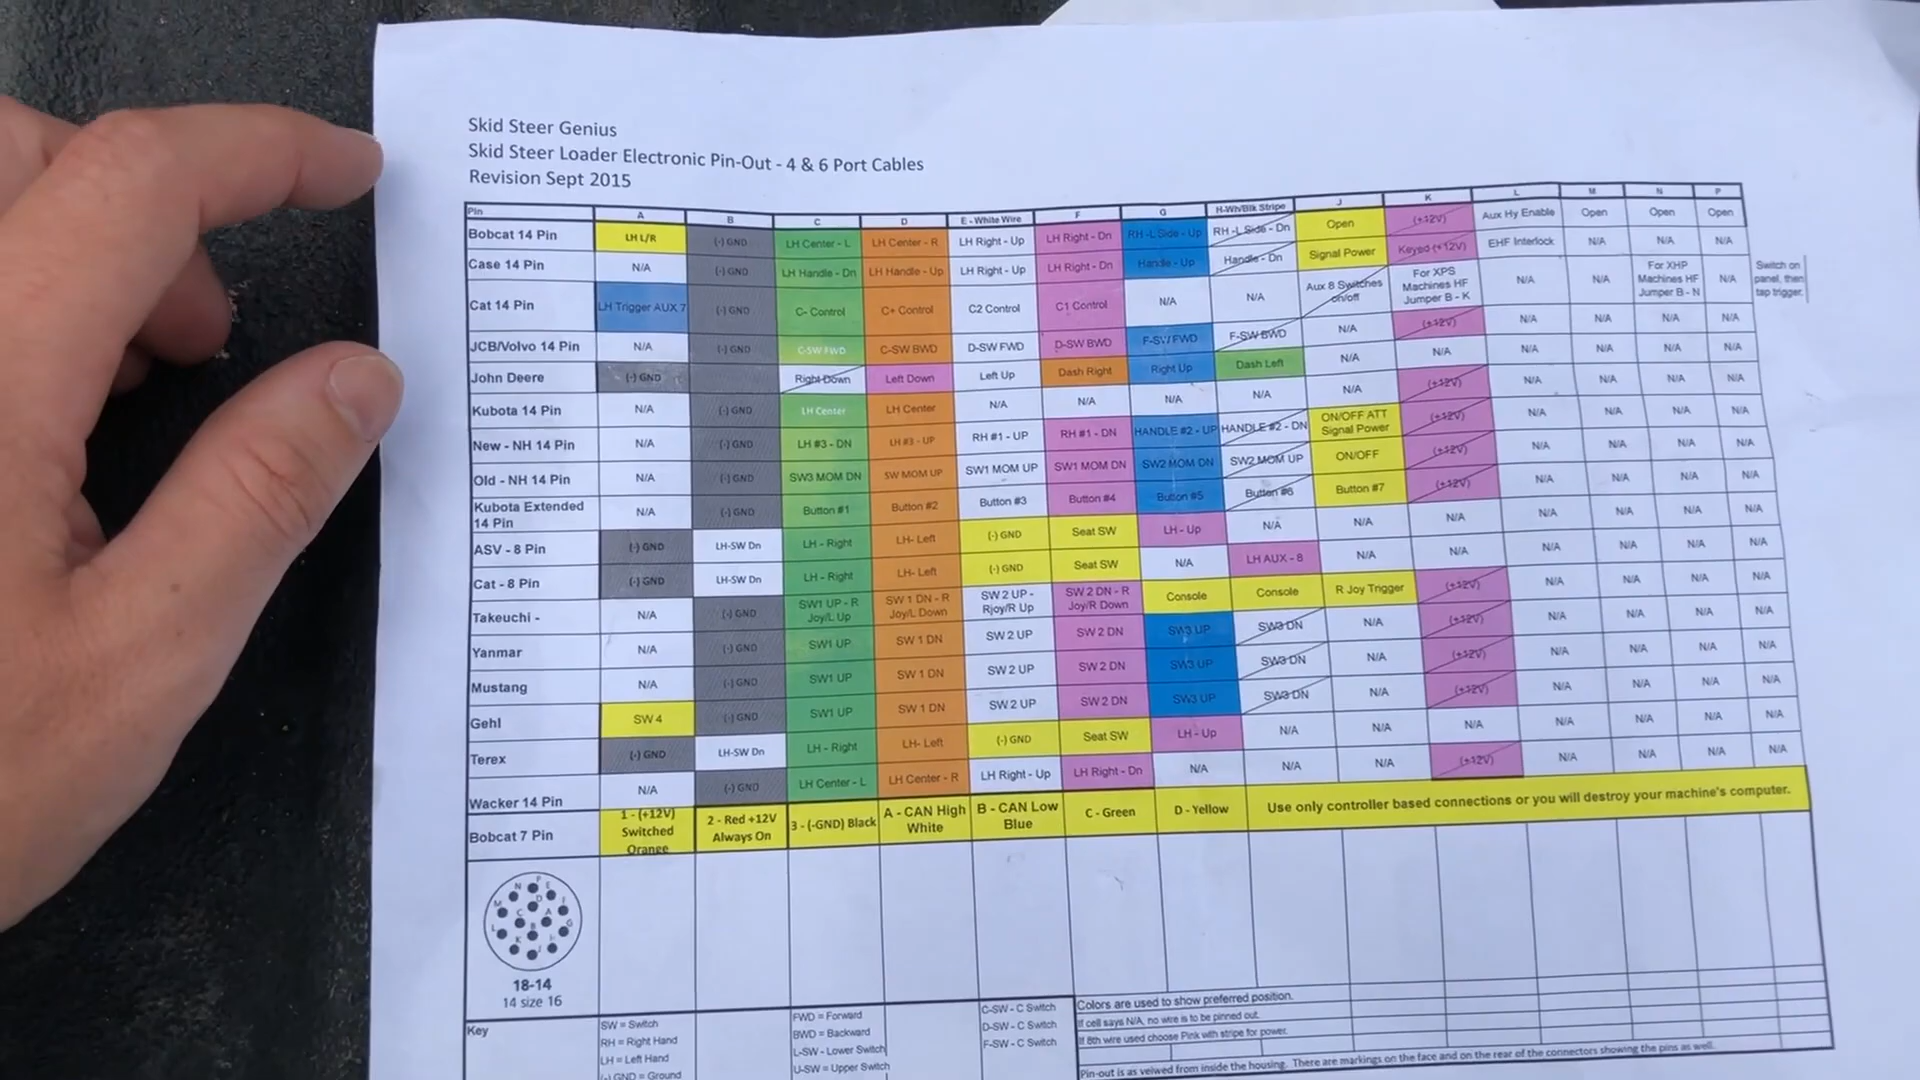 Skid Steer Genius
Skid Steer Loader Electronic Pin-Out - 4 & 6 Port Cables
Revision Sept 2015
Pin A B C D E - White Wire F G H-Wh/Blk Stripe J K L M N P
Bobcat 14 Pin LH L/R (-) GND LH Center - L LH Center - R LH Right - Up LH Right - Dn RH -L Side - Up RH -L Side - Dn Open (+12V) Aux Hy Enable Open Open Open
Case 14 Pin N/A (-) GND LH Handle - Dn LH Handle - Up LH Right - Up LH Right - Dn Handle - Up Handle - Dn Signal Power Keyed (+12V) EHF Interlock N/A N/A N/A
Cat 14 Pin LH Trigger AUX 7 (-) GND C- Control C+ Control C2 Control C1 Control N/A N/A Aux 8 Switches on/off For XPS Machines HF Jumper B - K N/A N/A For XHP Machines HF Jumper B - N N/A Switch on panel, then tap trigger.
JCB/Volvo 14 Pin N/A (-) GND C-SW FWD C-SW BWD D-SW FWD D-SW BWD F-SW FWD F-SW BWD N/A (+12V) N/A N/A N/A N/A
John Deere (-) GND Right Down Left Down Left Up Dash Right Right Up Dash Left N/A N/A N/A N/A N/A N/A
Kubota 14 Pin N/A (-) GND LH Center LH Center N/A N/A N/A N/A N/A (+12V) N/A N/A N/A N/A
New - NH 14 Pin N/A (-) GND LH #3 - DN LH #3 - UP RH #1 - UP RH #1 - DN HANDLE #2 - UP HANDLE #2 - DN ON/OFF ATT Signal Power (+12V) N/A N/A N/A N/A
Old - NH 14 Pin N/A (-) GND SW3 MOM DN SW MOM UP SW1 MOM UP SW1 MOM DN SW2 MOM DN SW2 MOM UP ON/OFF (+12V) N/A N/A N/A N/A
Kubota Extended 14 Pin N/A (-) GND Button #1 Button #2 Button #3 Button #4 Button #5 Button #6 Button #7 (+12V) N/A N/A N/A N/A
ASV - 8 Pin (-) GND LH-SW Dn LH - Right LH- Left (-) GND Seat SW LH - Up N/A N/A N/A N/A N/A N/A N/A
Cat - 8 Pin (-) GND LH-SW Dn LH - Right LH- Left (-) GND Seat SW N/A LH AUX - 8 N/A N/A N/A N/A N/A N/A
Takeuchi - N/A (-) GND SW1 UP - R Joy/L Up SW 1 DN - R Joy/L Down SW 2 UP - Rjoy/R Up SW 2 DN - R Joy/R Down Console Console R Joy Trigger (+12V) N/A N/A N/A N/A
Yanmar N/A (-) GND SW1 UP SW 1 DN SW 2 UP SW 2 DN SW3 UP SW3 DN N/A (+12V) N/A N/A N/A N/A
Mustang N/A (-) GND SW1 UP SW 1 DN SW 2 UP SW 2 DN SW3 UP SW3 DN N/A (+12V) N/A N/A N/A N/A
Gehl SW 4 (-) GND SW1 UP SW 1 DN SW 2 UP SW 2 DN SW3 UP SW3 DN N/A (+12V) N/A N/A N/A N/A
Terex (-) GND LH-SW Dn LH - Right LH- Left (-) GND Seat SW LH - Up N/A N/A N/A N/A N/A N/A N/A
Wacker 14 Pin N/A (-) GND LH Center - L LH Center - R LH Right - Up LH Right - Dn N/A N/A N/A (+12V) N/A N/A N/A N/A
Bobcat 7 Pin 1 - (+12V) Switched Orange 2 - Red +12V Always On 3 - (-GND) Black A - CAN High White B - CAN Low Blue C - Green D - Yellow Use only controller based connections or you will destroy your machine's computer.
18-14
14 size 16
Key
SW = Switch
RH = Right Hand
LH = Left Hand
(-) GND = Ground
FWD = Forward
BWD = Backward
L-SW - Lower Switch
U-SW = Upper Switch
C-SW - C Switch
D-SW - C Switch
F-SW - C Switch
Colors are used to show preferred position.
If cell says N/A, no wire is to be pinned out.
If 8th wire used choose Pink with stripe for power.
Pin-out is as veiwed from inside the housing. There are markings on the face and on the rear of the connectors showing the pins as well.